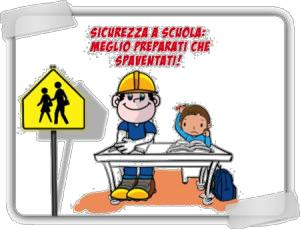 SICUREZZA A SCUOLA:
MEGLIO PREPARATI CHE
SPAVENTATI!